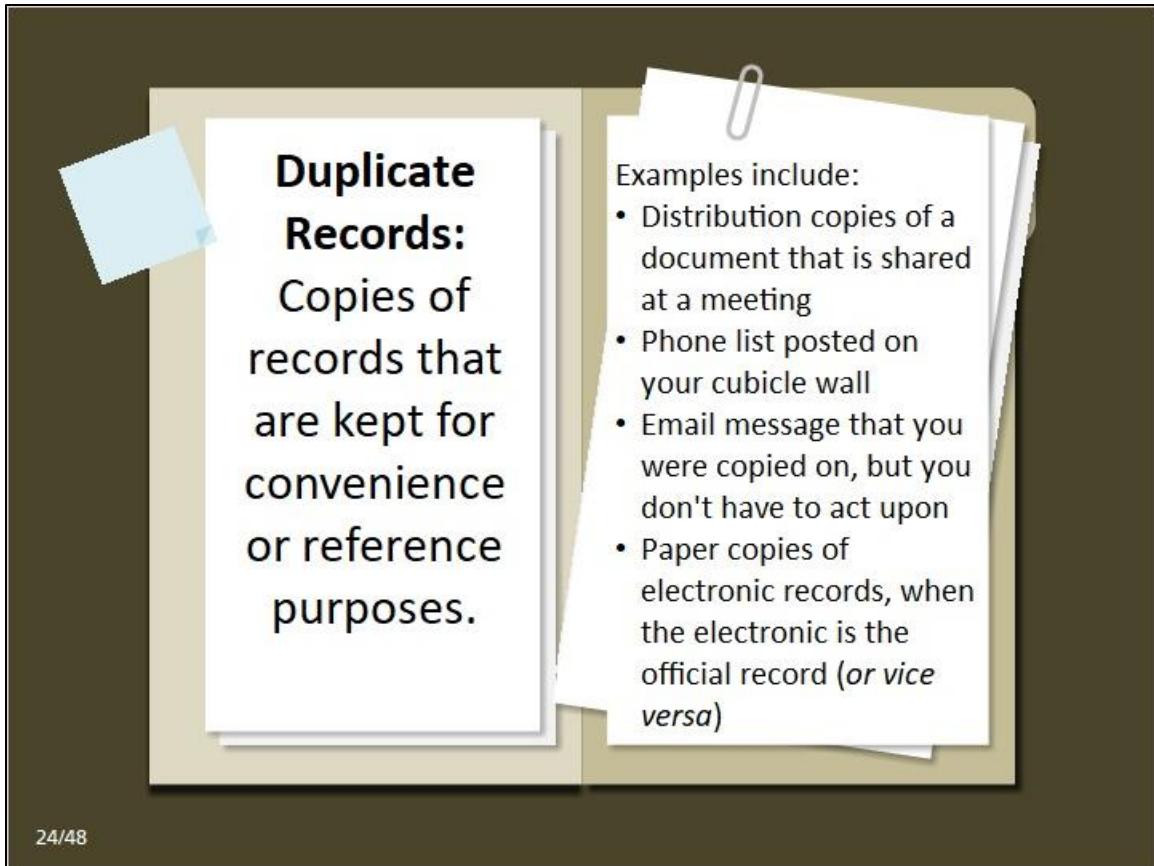 Duplicate
Records:
Copies of
records that
are kept for
convenience
or reference
purposes.
Examples include:
• Distribution copies of a
document that is shared
at a meeting
• Phone list posted on
your cubicle wall
• Email message that you
were copied on, but you
don't have to act upon
• Paper copies of
electronic records, when
the electronic is the
official record (or vice
versa)
24/48